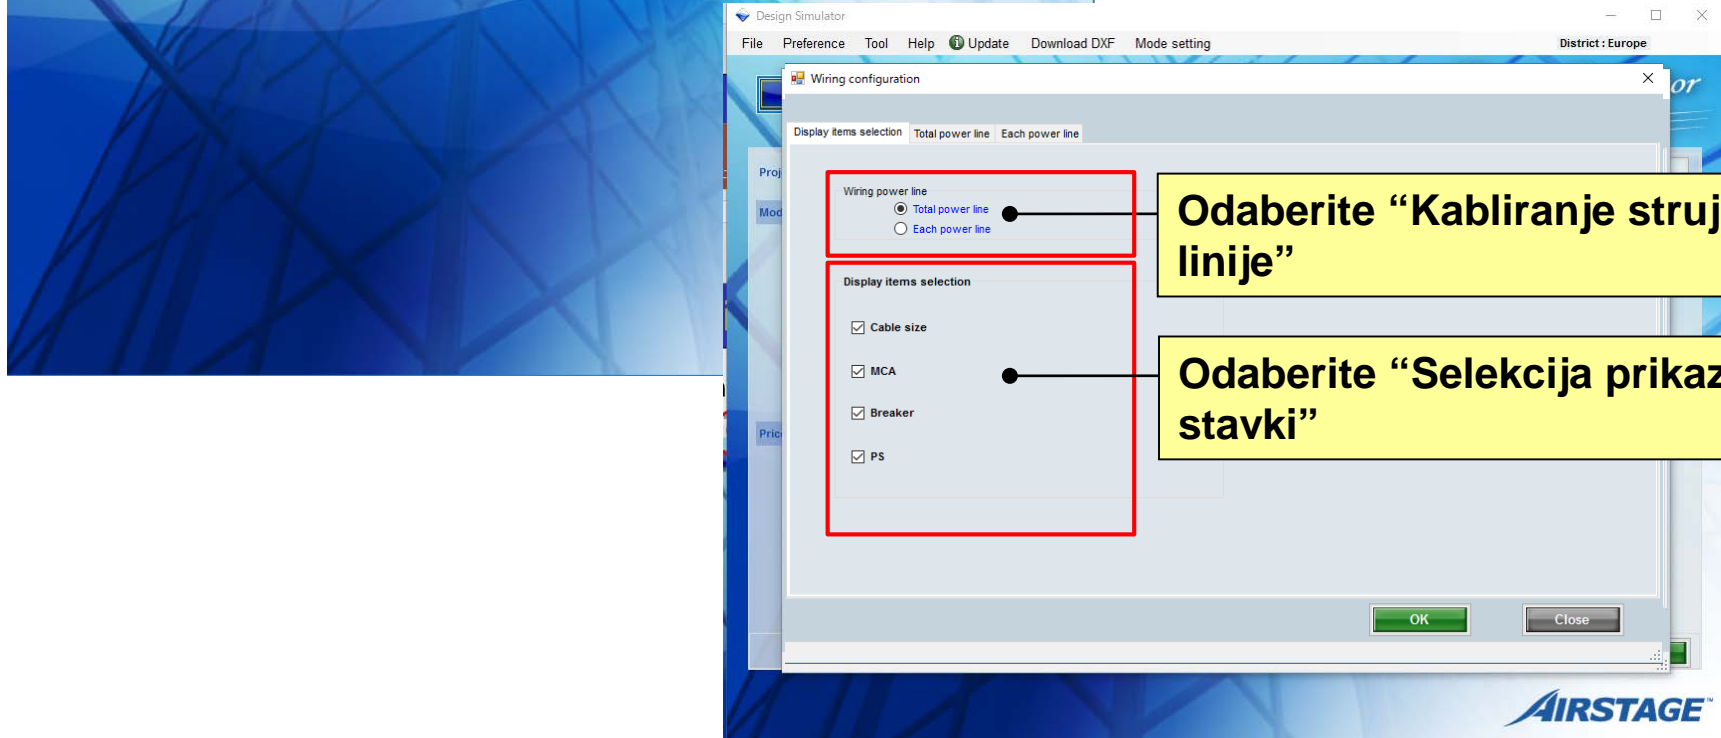 Design Simulator
File Preference Tool Help Update Download DXF Mode setting District : Europe
Wiring configuration
Display items selection Total power line Each power line
Wiring power line
Total power line
Each power line
Odaberite “Kabliranje struj
linije”
Display items selection
Cable size
MCA
Breaker
PS
Odaberite “Selekcija prikaz
stavki”
OK Close
AIRSTAGE